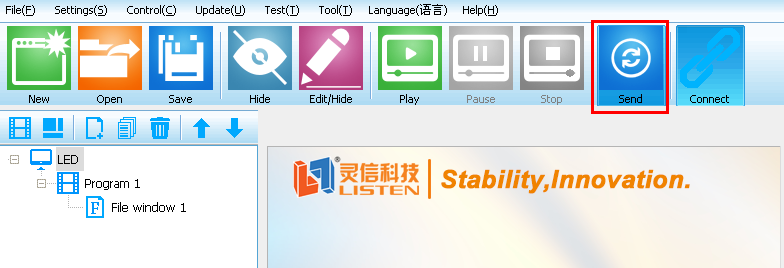 File(F) Settings(S) Control(C) Update(U) Test(T) Tool(T) Language(语言) Help(H)
New Open Save Hide Edit/Hide Play Pause Stop Send Connect
LED
Program 1
F File window 1
灵信科技® LISTEN Stability,Innovation.